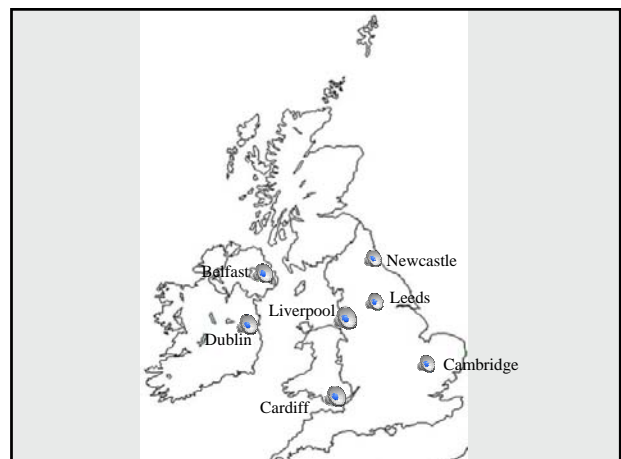 Newcastle
Belfast
Leeds
Liverpool
Dublin
Cambridge
Cardiff